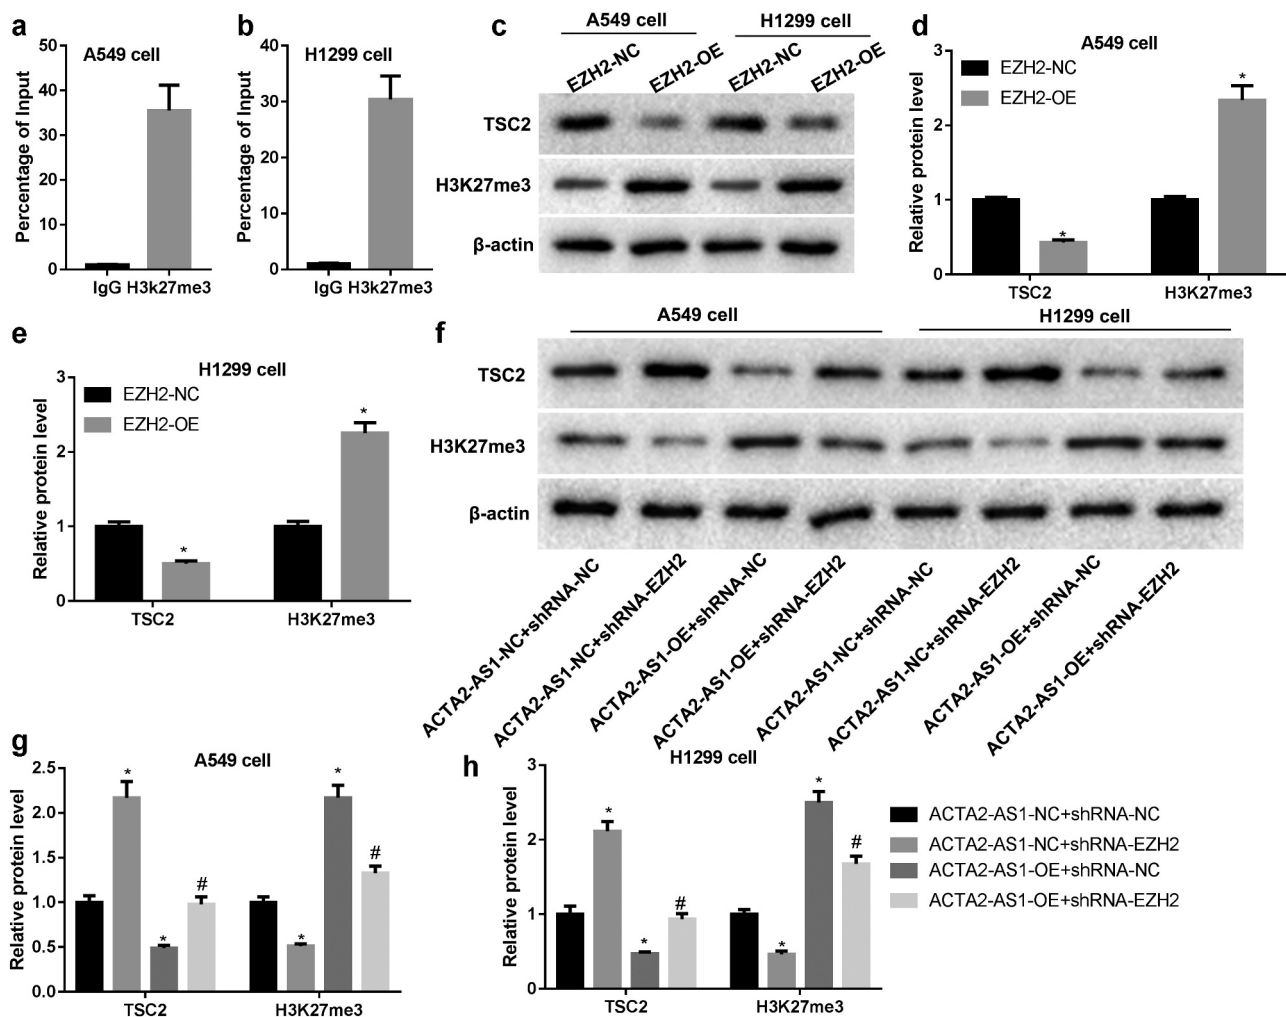 a
A549 cell
Percentage of Input
50
40
30
20
10
0
IgG H3k27me3
b
H1299 cell
Percentage of Input
40
30
20
10
0
IgG H3k27me3
c
A549 cell
H1299 cell
EZH2-NC
EZH2-OE
EZH2-NC
EZH2-OE
TSC2
H3K27me3
β-actin
d
A549 cell
EZH2-NC
EZH2-OE
Relative protein level
3
2
1
0
*
*
TSC2
H3K27me3
e
H1299 cell
EZH2-NC
EZH2-OE
Relative protein level
3
2
1
0
*
*
TSC2
H3K27me3
f
A549 cell
H1299 cell
TSC2
H3K27me3
β-actin
ACTA2-AS1-NC+shRNA-NC
ACTA2-AS1-NC+shRNA-EZH2
ACTA2-AS1-OE+shRNA-NC
ACTA2-AS1-OE+shRNA-EZH2
ACTA2-AS1-NC+shRNA-NC
ACTA2-AS1-NC+shRNA-EZH2
ACTA2-AS1-OE+shRNA-NC
ACTA2-AS1-OE+shRNA-EZH2
g
A549 cell
Relative protein level
2.5
2.0
1.5
1.0
0.5
0.0
*
*
#
*
*
#
TSC2
H3K27me3
h
H1299 cell
Relative protein level
3
2
1
0
*
*
#
*
*
#
TSC2
H3K27me3
ACTA2-AS1-NC+shRNA-NC
ACTA2-AS1-NC+shRNA-EZH2
ACTA2-AS1-OE+shRNA-NC
ACTA2-AS1-OE+shRNA-EZH2